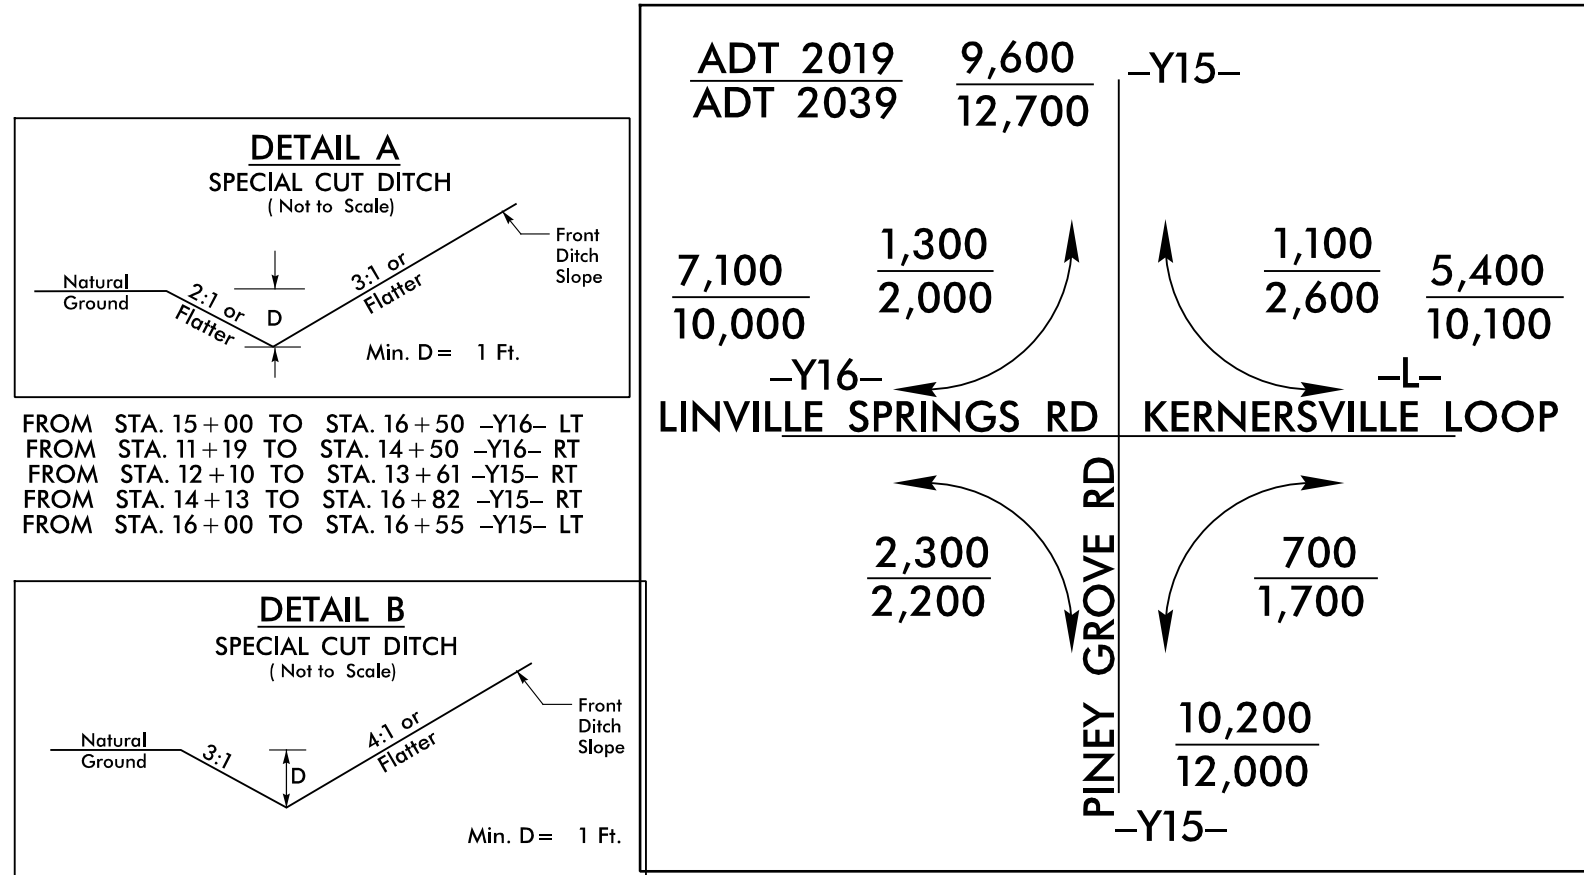 DETAIL A
SPECIAL CUT DITCH
( Not to Scale)
Natural
Ground
2:1 or
Flatter
D
3:1 or
Flatter
Front
Ditch
Slope
Min. D = 1 Ft.
FROM STA. 15+00 TO STA. 16+50 –Y16– LT
FROM STA. 11+19 TO STA. 14+50 –Y16– RT
FROM STA. 12+10 TO STA. 13+61 –Y15– RT
FROM STA. 14+13 TO STA. 16+82 –Y15– RT
FROM STA. 16+00 TO STA. 16+55 –Y15– LT
DETAIL B
SPECIAL CUT DITCH
( Not to Scale)
Natural
Ground
3:1
D
4:1 or
Flatter
Front
Ditch
Slope
Min. D = 1 Ft.
ADT 2019
ADT 2039
9,600
12,700
–Y15–
7,100
10,000
1,300
2,000
1,100
2,600
5,400
10,100
–Y16–
–L–
LINVILLE SPRINGS RD
KERNERSVILLE LOOP
2,300
2,200
PINEY GROVE RD
700
1,700
10,200
12,000
–Y15–